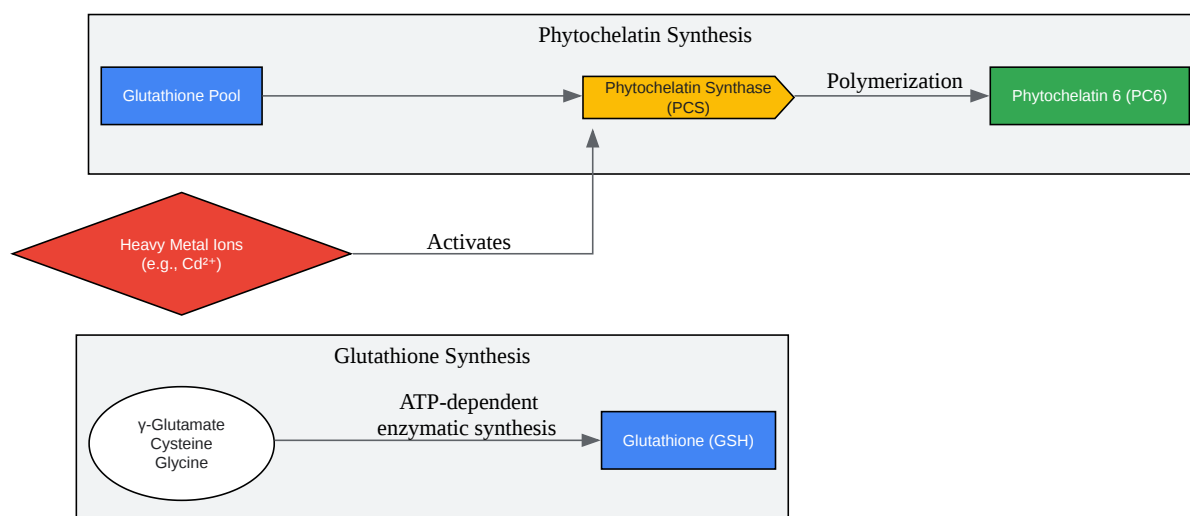 Phytochelatin Synthesis
Glutathione Pool
Phytochelatin Synthase
(PCS)
Polymerization
Phytochelatin 6 (PC6)
Heavy Metal Ions
(e.g., Cd²⁺)
Activates
Glutathione Synthesis
γ-Glutamate
Cysteine
Glycine
ATP-dependent
enzymatic synthesis
Glutathione (GSH)